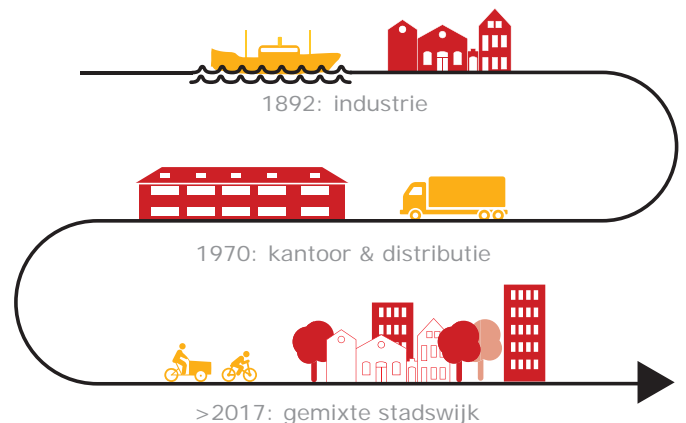 1892: industrie
1970: kantoor & distributie
>2017: gemixte stadswijk